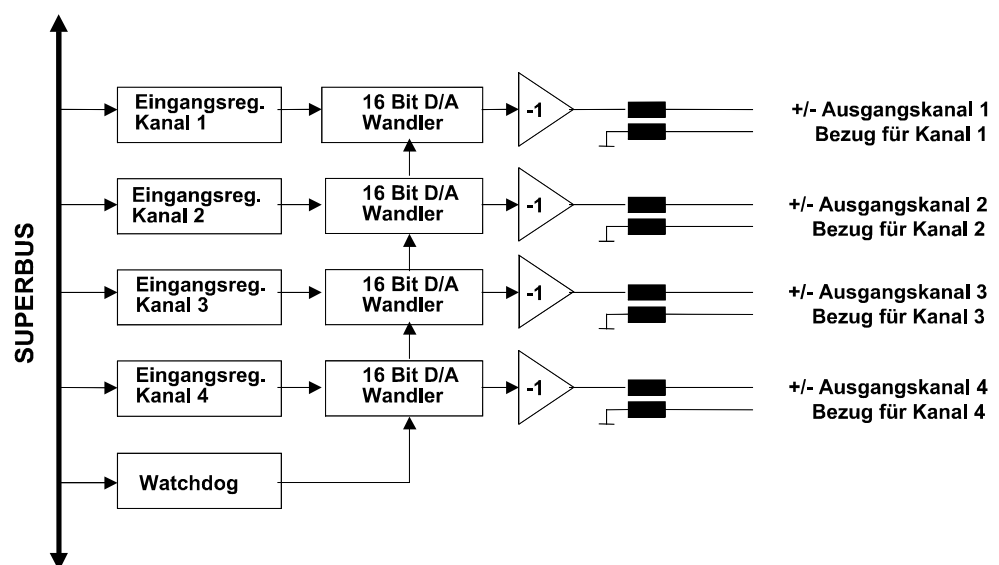 SUPERBUS
Eingangsreg.
Kanal 1
16 Bit D/A
Wandler
-1
+/- Ausgangskanal 1
Bezug für Kanal 1
Eingangsreg.
Kanal 2
16 Bit D/A
Wandler
-1
+/- Ausgangskanal 2
Bezug für Kanal 2
Eingangsreg.
Kanal 3
16 Bit D/A
Wandler
-1
+/- Ausgangskanal 3
Bezug für Kanal 3
Eingangsreg.
Kanal 4
16 Bit D/A
Wandler
-1
+/- Ausgangskanal 4
Bezug für Kanal 4
Watchdog